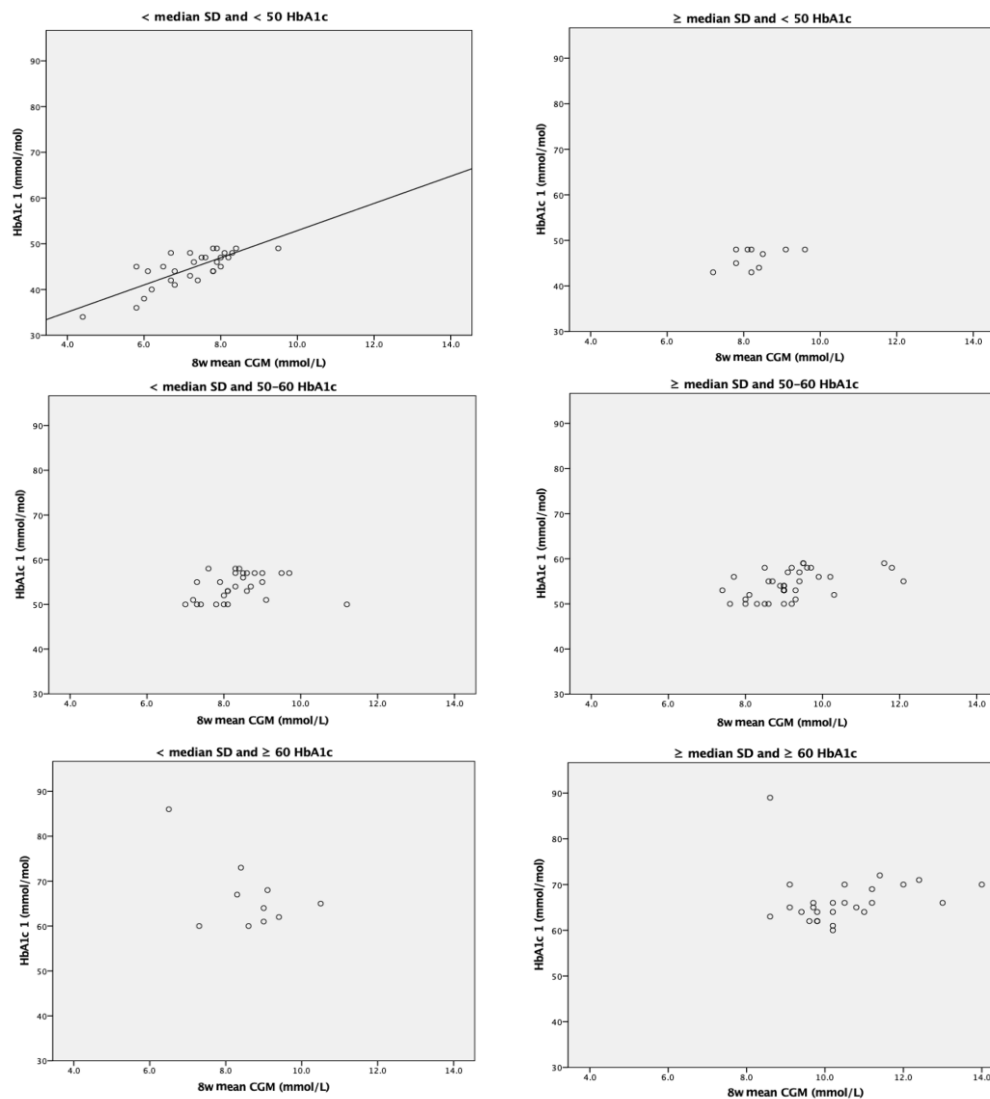 < median SD and < 50 HbA1c
HbA1c 1 (mmol/mol)
90
80
70
60
50
40
30
4.0 6.0 8.0 10.0 12.0 14.0
8w mean CGM (mmol/L)
≥ median SD and < 50 HbA1c
HbA1c 1 (mmol/mol)
90
80
70
60
50
40
30
4.0 6.0 8.0 10.0 12.0 14.0
8w mean CGM (mmol/L)
< median SD and 50–60 HbA1c
HbA1c 1 (mmol/mol)
90
80
70
60
50
40
30
4.0 6.0 8.0 10.0 12.0 14.0
8w mean CGM (mmol/L)
≥ median SD and 50–60 HbA1c
HbA1c 1 (mmol/mol)
90
80
70
60
50
40
30
4.0 6.0 8.0 10.0 12.0 14.0
8w mean CGM (mmol/L)
< median SD and ≥ 60 HbA1c
HbA1c 1 (mmol/mol)
90
80
70
60
50
40
30
4.0 6.0 8.0 10.0 12.0 14.0
8w mean CGM (mmol/L)
≥ median SD and ≥ 60 HbA1c
HbA1c 1 (mmol/mol)
90
80
70
60
50
40
30
4.0 6.0 8.0 10.0 12.0 14.0
8w mean CGM (mmol/L)